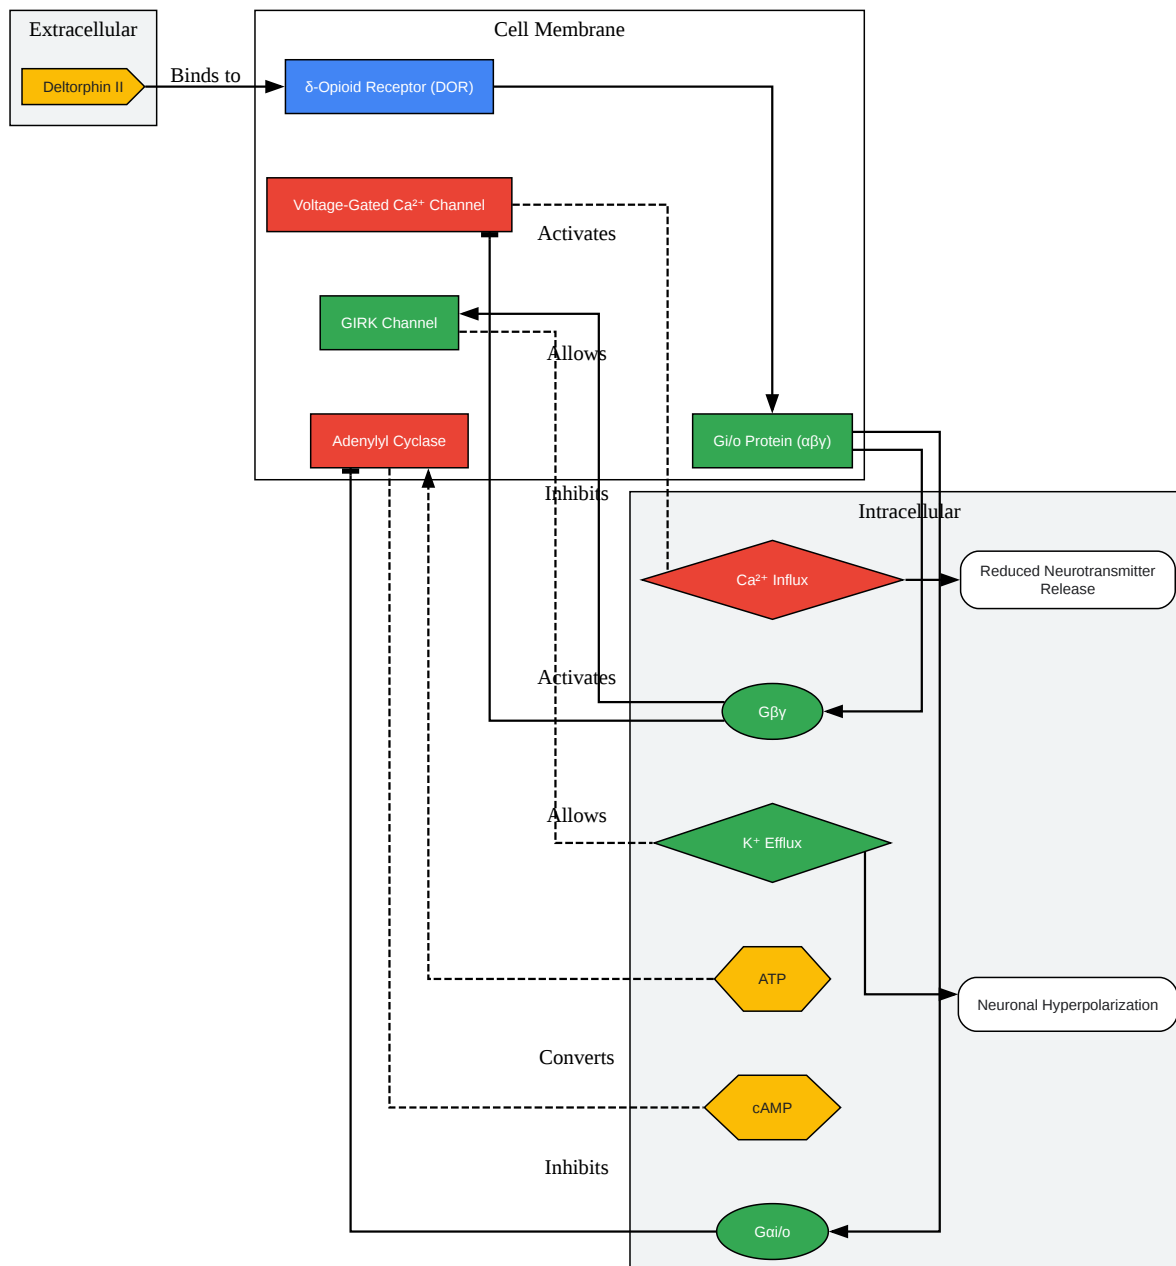 Extracellular
Cell Membrane
Deltorphin II
Binds to
δ-Opioid Receptor (DOR)
Voltage-Gated Ca²⁺ Channel
Activates
GIRK Channel
Allows
Adenylyl Cyclase
Gi/o Protein (αβγ)
Inhibits
Intracellular
Ca²⁺ Influx
Reduced Neurotransmitter
Release
Activates
Gβγ
Allows
K⁺ Efflux
ATP
Neuronal Hyperpolarization
Converts
cAMP
Inhibits
Gαi/o